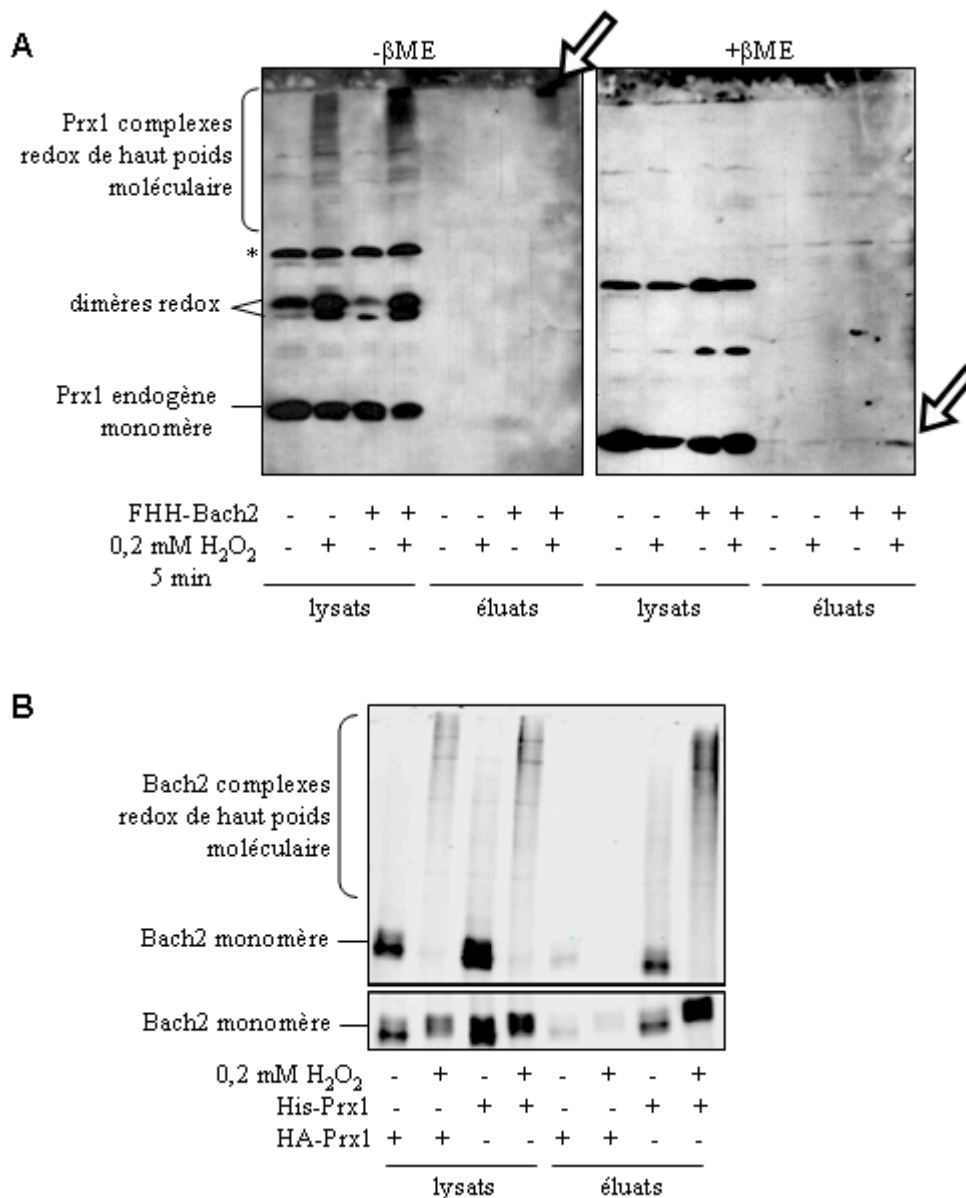 A
-βME +βME
Prx1 complexes
redox de haut poids
moléculaire
*
dimères redox
Prx1 endogène
monomère
FHH-Bach2 - - + + - - + + - - + + - - + +
0,2 mM H₂O₂ - + - + - + - + - + - + - + - +
5 min
lysats éluats lysats éluats
B
Bach2 complexes
redox de haut poids
moléculaire
Bach2 monomère
Bach2 monomère
0,2 mM H₂O₂ - + - + - + - +
His-Prx1 - - + + - - + +
HA-Prx1 + + - - + + - -
lysats éluats